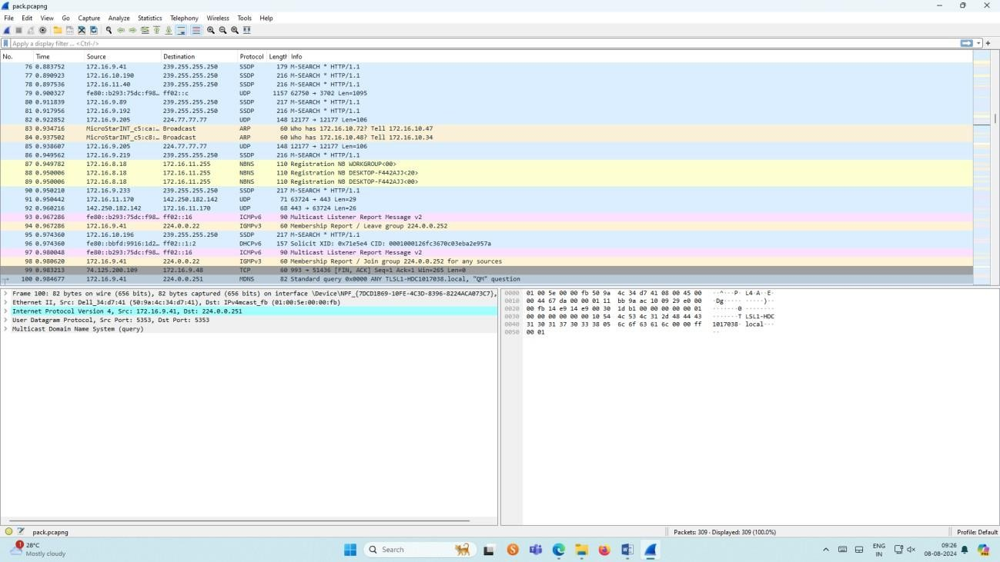 pack.pcapng
File Edit View Go Capture Analyze Statistics Telephony Wireless Tools Help
Apply a display filter ... <Ctrl-/>
No. Time Source Destination Protocol Length Info
76 0.883752 172.16.9.41 239.255.255.250 SSDP 179 M-SEARCH * HTTP/1.1
77 0.890923 172.16.10.190 239.255.255.250 SSDP 216 M-SEARCH * HTTP/1.1
78 0.897536 172.16.11.40 239.255.255.250 SSDP 216 M-SEARCH * HTTP/1.1
79 0.900327 fe80::b293:75dc:f98… ff02::c UDP 1157 62750 → 3702 Len=1095
80 0.911839 172.16.9.89 239.255.255.250 SSDP 217 M-SEARCH * HTTP/1.1
81 0.917956 172.16.9.192 239.255.255.250 SSDP 217 M-SEARCH * HTTP/1.1
82 0.922852 172.16.9.205 224.77.77.77 UDP 148 12177 → 12177 Len=106
83 0.934716 MicroStarINT_c5:ca:… Broadcast ARP 60 Who has 172.16.10.72? Tell 172.16.10.47
84 0.937502 MicroStarINT_c5:c8:… Broadcast ARP 60 Who has 172.16.10.48? Tell 172.16.10.34
85 0.938607 172.16.9.205 224.77.77.77 UDP 148 12177 → 12177 Len=106
86 0.949562 172.16.9.219 239.255.255.250 SSDP 216 M-SEARCH * HTTP/1.1
87 0.949782 172.16.8.18 172.16.11.255 NBNS 110 Registration NB WORKGROUP<00>
88 0.950006 172.16.8.18 172.16.11.255 NBNS 110 Registration NB DESKTOP-F442AJJ<20>
89 0.950006 172.16.8.18 172.16.11.255 NBNS 110 Registration NB DESKTOP-F442AJJ<00>
90 0.950210 172.16.9.233 239.255.255.250 SSDP 217 M-SEARCH * HTTP/1.1
91 0.950442 172.16.11.170 142.250.182.142 UDP 71 63724 → 443 Len=29
92 0.960216 142.250.182.142 172.16.11.170 UDP 68 443 → 63724 Len=26
93 0.967286 fe80::b293:75dc:f98… ff02::16 ICMPv6 90 Multicast Listener Report Message v2
94 0.967286 172.16.9.41 224.0.0.22 IGMPv3 60 Membership Report / Leave group 224.0.0.252
95 0.974360 172.16.10.196 239.255.255.250 SSDP 216 M-SEARCH * HTTP/1.1
96 0.974360 fe80::bbfd:9916:1d2… ff02::1:2 DHCPv6 157 Solicit XID: 0x71e5e4 CID: 0001000126fc3670c03eba2e957a
97 0.980048 fe80::b293:75dc:f98… ff02::16 ICMPv6 90 Multicast Listener Report Message v2
98 0.980620 172.16.9.41 224.0.0.22 IGMPv3 60 Membership Report / Join group 224.0.0.252 for any sources
99 0.983213 74.125.200.109 172.16.9.48 TCP 60 993 → 51436 [FIN, ACK] Seq=1 Ack=1 Win=265 Len=0
100 0.984677 172.16.9.41 224.0.0.251 MDNS 82 Standard query 0x0000 ANY TLSL1-HDC1017038.local, "QM" question
Frame 100: 82 bytes on wire (656 bits), 82 bytes captured (656 bits) on interface \Device\NPF_{7DCD1B69-10FE-4C3D-8396-8224ACA073C7},
Ethernet II, Src: Dell_34:d7:41 (50:9a:4c:34:d7:41), Dst: IPv4mcast_fb (01:00:5e:00:00:fb)
Internet Protocol Version 4, Src: 172.16.9.41, Dst: 224.0.0.251
User Datagram Protocol, Src Port: 5353, Dst Port: 5353
Multicast Domain Name System (query)
0000 01 00 5e 00 00 fb 50 9a 4c 34 d7 41 08 00 45 00 ··^···P· L4·A··E·
0010 00 44 67 da 00 00 01 11 bb 9a ac 10 09 29 e0 00 ·Dg····· ·····)··
0020 00 fb 14 e9 14 e9 00 30 1d b1 00 00 00 00 00 01 ·······0 ········
0030 00 00 00 00 00 00 10 54 4c 53 4c 31 2d 48 44 43 ·······T LSL1-HDC
0040 31 30 31 37 30 33 38 05 6c 6f 63 61 6c 00 00 ff 1017038· local···
0050 00 01 ··
pack.pcapng Packets: 309 · Displayed: 309 (100.0%) Profile: Default
1 28°C
Mostly cloudy
Search
ENG
IN
09:26
08-08-2024